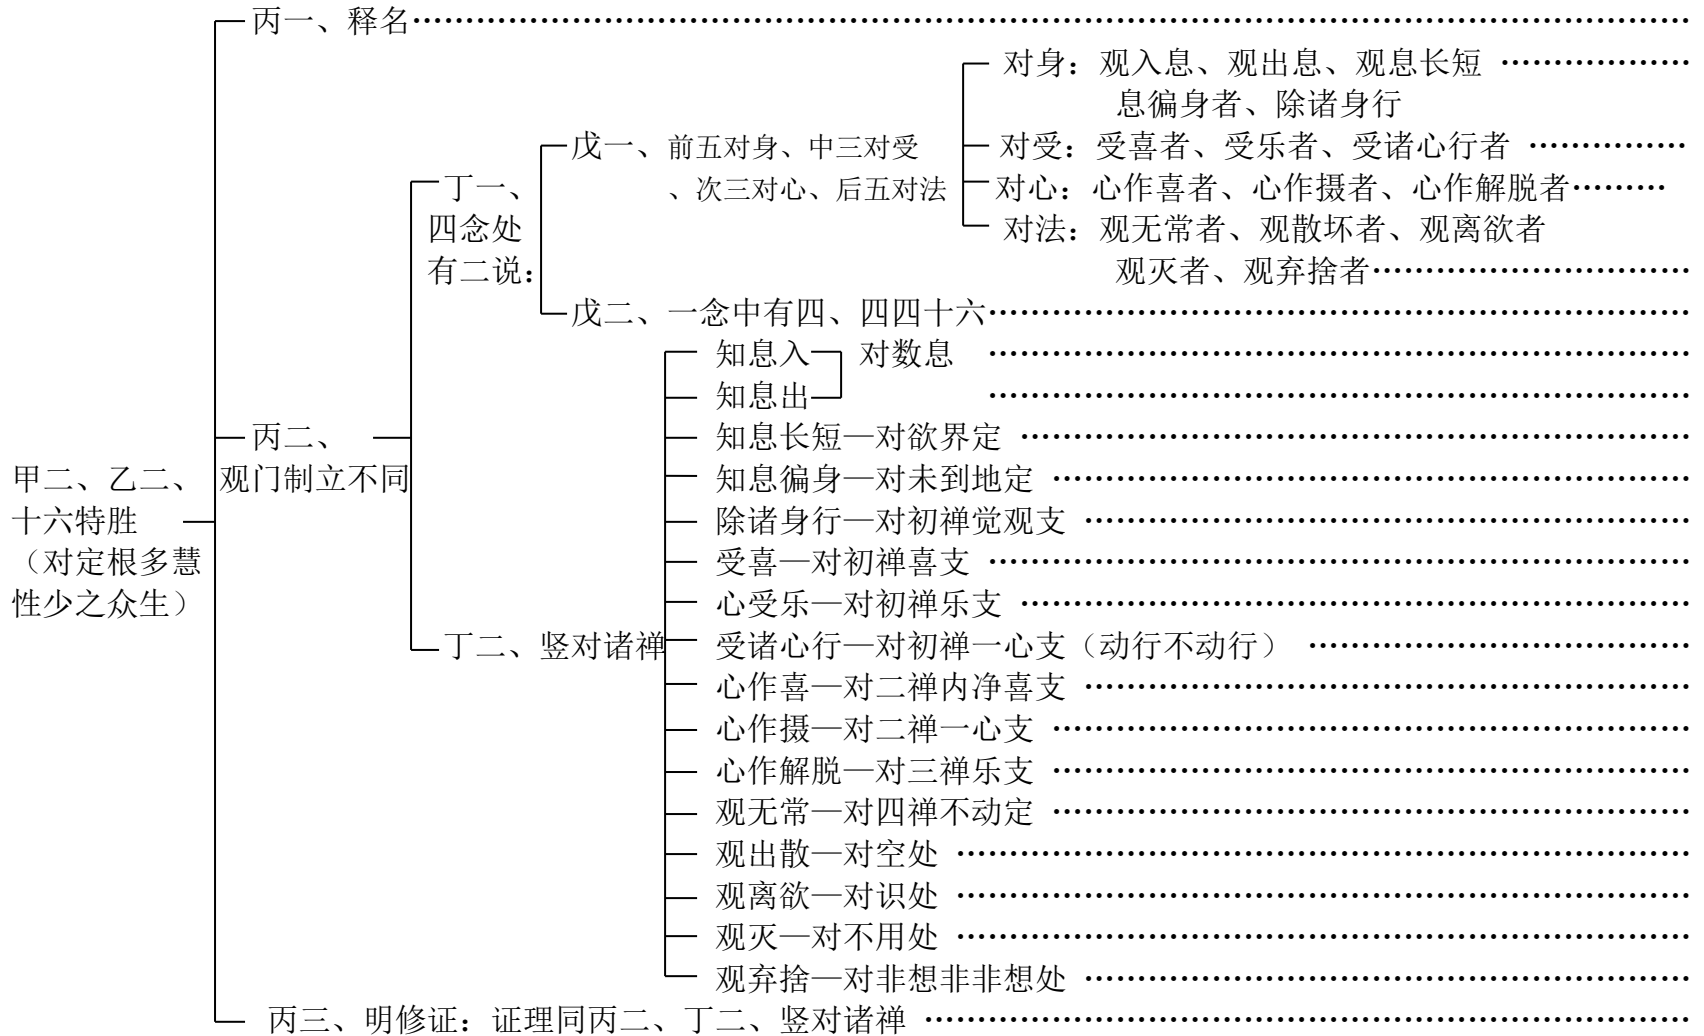 丙一、释名……………………………………………………………………
对身：观入息、观出息、观息长短 ………………
息徧身者、除诸身行
戊一、前五对身、中三对受
、次三对心、后五对法
对受：受喜者、受乐者、受诸心行者 ……………
对心：心作喜者、心作摄者、心作解脱者………
对法：观无常者、观散坏者、观离欲者
观灭者、观弃捨者………………………
丁一、
四念处
有二说：
戊二、一念中有四、四四十六……………………………………
知息入 对数息 ……………………………………
知息出 ……………………………………
丙二、
观门制立不同
知息长短—对欲界定 ……………………………………
甲二、乙二、
十六特胜
（对定根多慧
性少之众生）
知息徧身—对未到地定 ……………………………………
除诸身行—对初禅觉观支 …………………………………
受喜—对初禅喜支 ……………………………………
心受乐—对初禅乐支 ……………………………………
丁二、竖对诸禅
受诸心行—对初禅一心支（动行不动行） ……………………
心作喜—对二禅内净喜支 …………………………………
心作摄—对二禅一心支 ……………………………………
心作解脱—对三禅乐支 ……………………………………
观无常—对四禅不动定 ……………………………………
观出散—对空处 ………………………………………
观离欲—对识处 ………………………………………
观灭—对不用处 ………………………………………
观弃捨—对非想非非想处 …………………………………
丙三、明修证：证理同丙二、丁二、竖对诸禅 …………………………………………